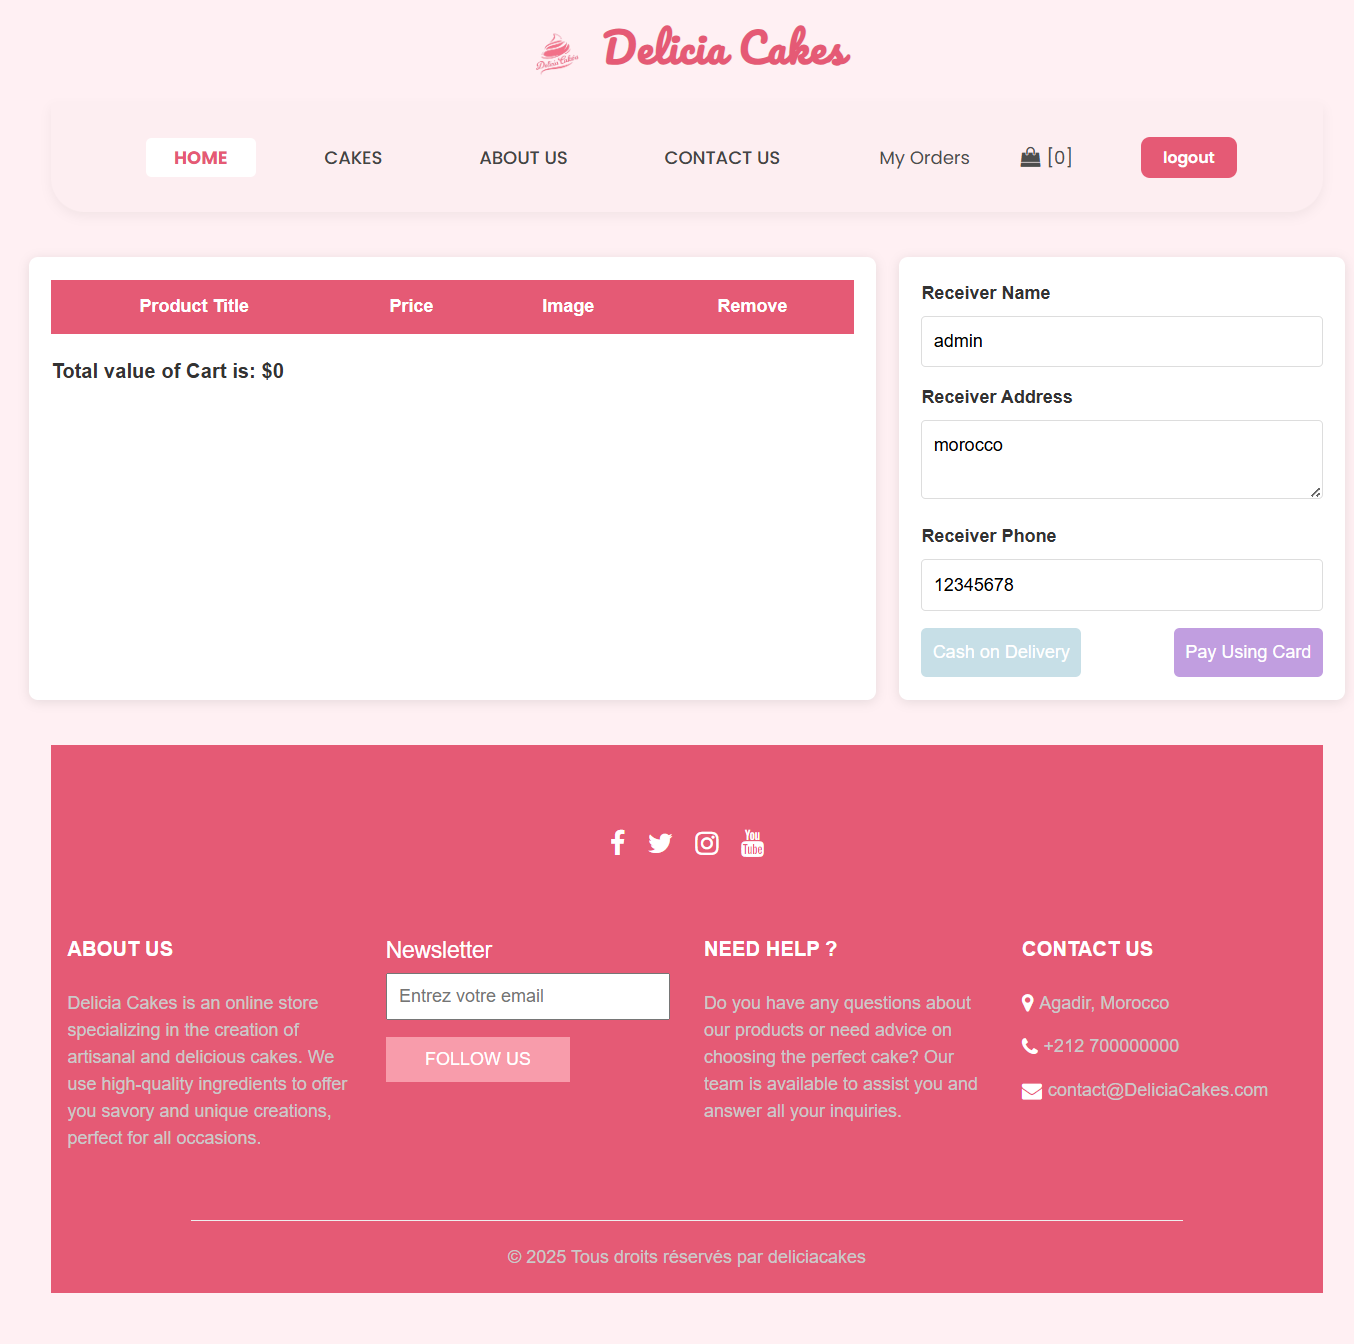 Delicia Cakes Delicia Cakes
HOME CAKES ABOUT US CONTACT US My Orders [0] logout
Product Title Price Image Remove
Total value of Cart is: $0
Receiver Name
admin
Receiver Address
morocco
Receiver Phone
12345678
Cash on Delivery Pay Using Card
You
Tube
ABOUT US
Delicia Cakes is an online store
specializing in the creation of
artisanal and delicious cakes. We
use high-quality ingredients to offer
you savory and unique creations,
perfect for all occasions.
Newsletter
Entrez votre email
FOLLOW US
NEED HELP ?
Do you have any questions about
our products or need advice on
choosing the perfect cake? Our
team is available to assist you and
answer all your inquiries.
CONTACT US
Agadir, Morocco
+212 700000000
contact@DeliciaCakes.com
© 2025 Tous droits réservés par deliciacakes